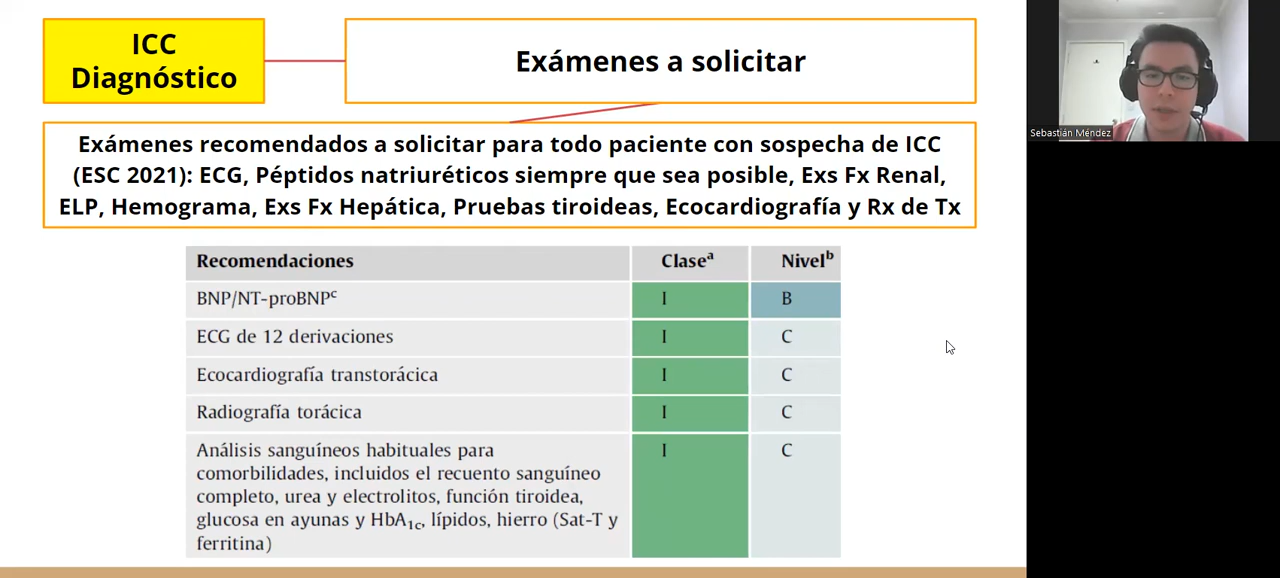 ICC
Diagnóstico
Exámenes a solicitar
Exámenes recomendados a solicitar para todo paciente con sospecha de ICC
(ESC 2021): ECG, Péptidos natriuréticos siempre que sea posible, Exs Fx Renal,
ELP, Hemograma, Exs Fx Hepática, Pruebas tiroideas, Ecocardiografía y Rx de Tx
Recomendaciones Claseᵃ Nivelᵇ
BNP/NT-proBNPᶜ I B
ECG de 12 derivaciones I C
Ecocardiografía transtorácica I C
Radiografía torácica I C
Análisis sanguíneos habituales para I C
comorbilidades, incluidos el recuento sanguíneo
completo, urea y electrolitos, función tiroidea,
glucosa en ayunas y HbA₁c, lípidos, hierro (Sat-T y
ferritina)
Sebastián Méndez